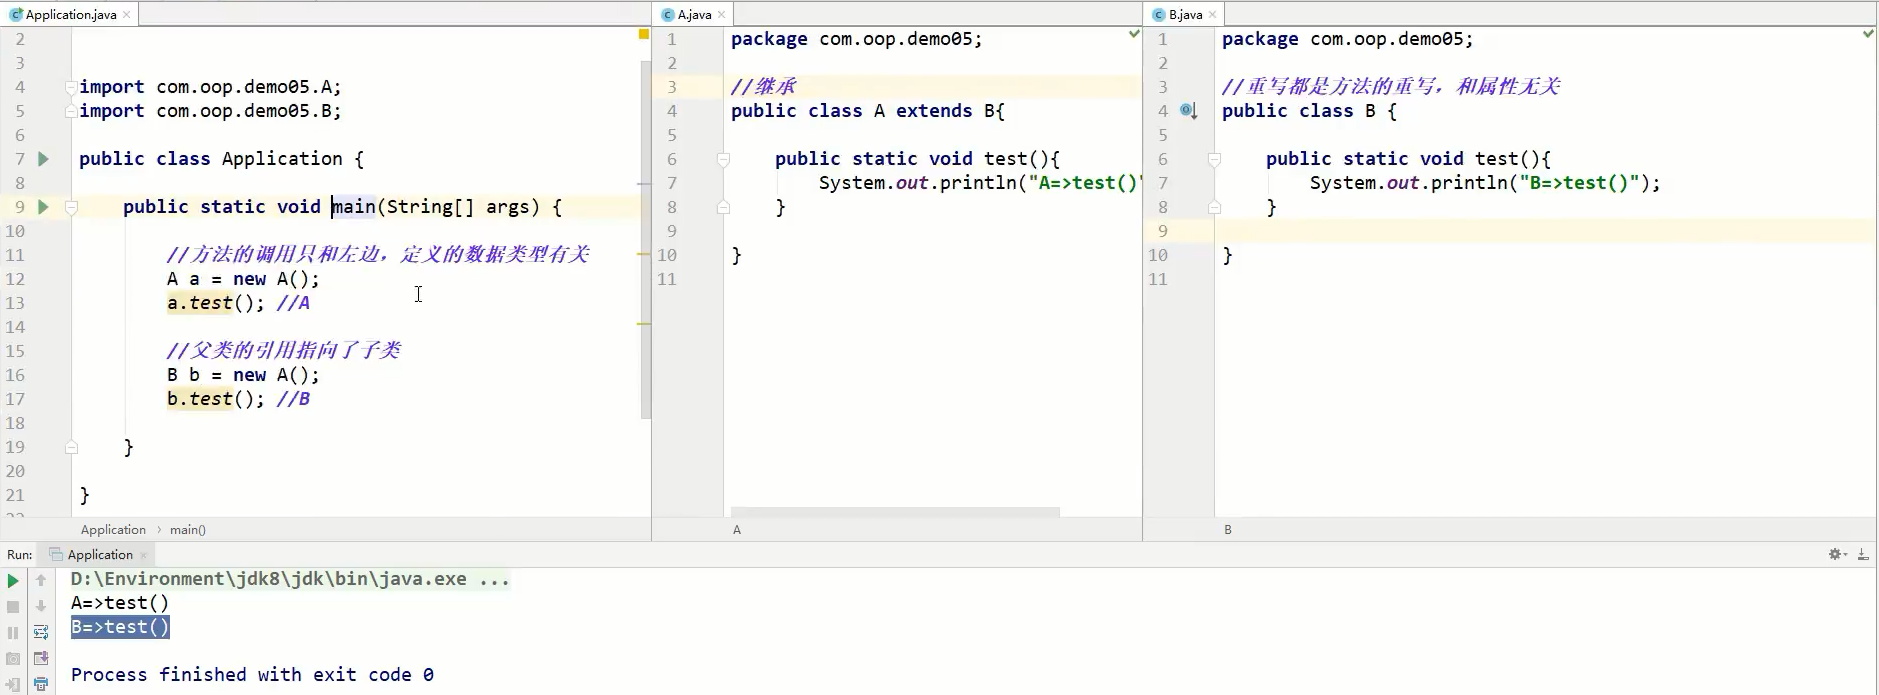 Application.java
2
3
4 import com.oop.demo05.A;
5 import com.oop.demo05.B;
6
7 public class Application {
8
9 public static void main(String[] args) {
10
11 //方法的调用只和左边，定义的数据类型有关
12 A a = new A();
13 a.test(); //A
14
15 //父类的引用指向了子类
16 B b = new A();
17 b.test(); //B
18
19 }
20
21 }
Application › main()
A.java
1 package com.oop.demo05;
2
3 //继承
4 public class A extends B{
5
6 public static void test(){
7 System.out.println("A=>test()"
8 }
9
10 }
11
A
B.java
1 package com.oop.demo05;
2
3 //重写都是方法的重写，和属性无关
4 public class B {
5
6 public static void test(){
7 System.out.println("B=>test()");
8 }
9
10 }
11
B
Run: Application
D:\Environment\jdk8\jdk\bin\java.exe ...
A=>test()
B=>test()
Process finished with exit code 0